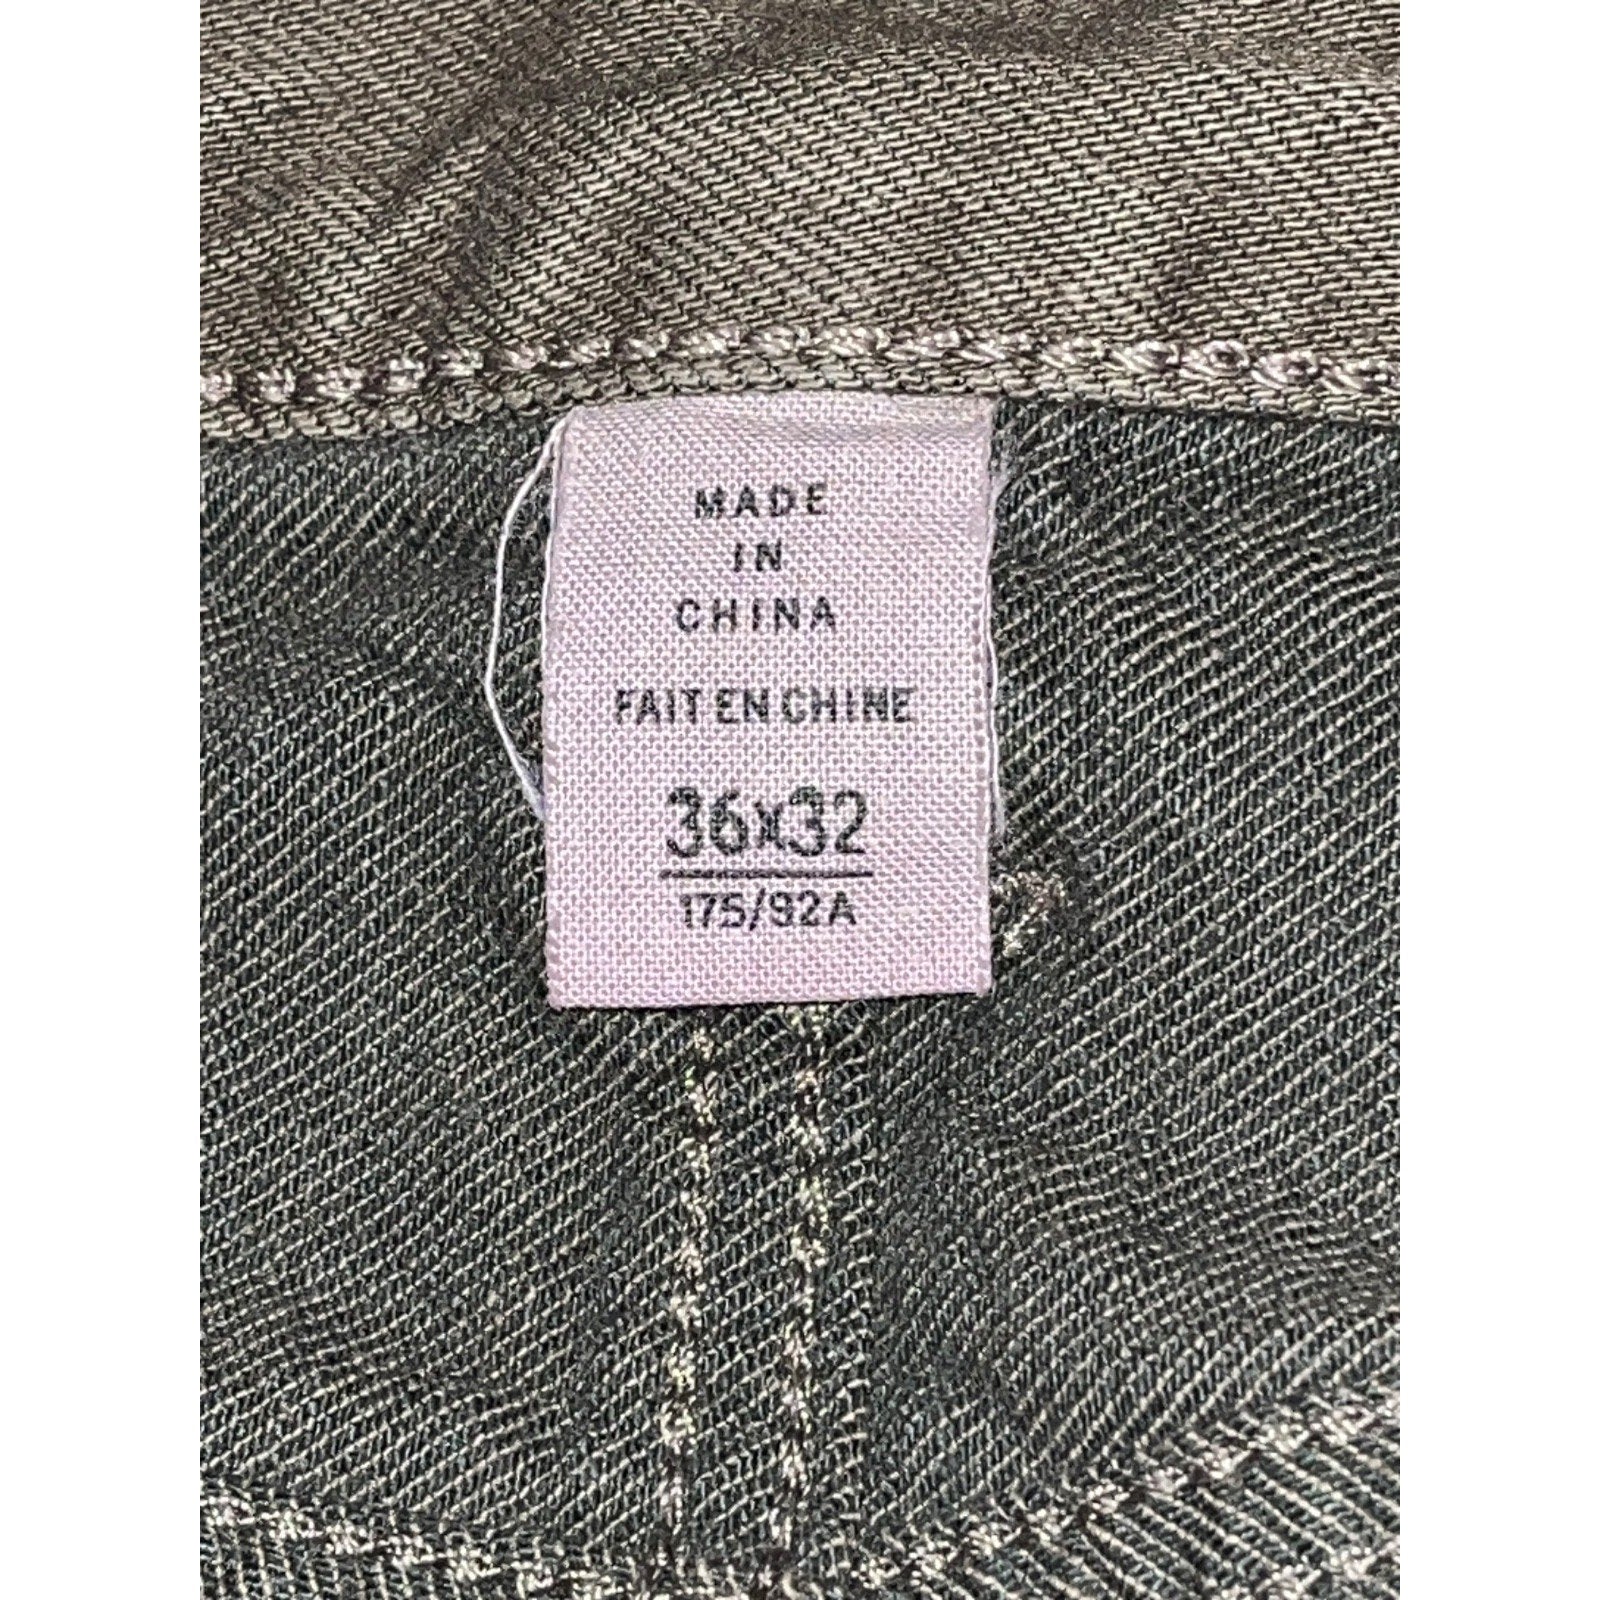 MADE
IN
CHINA
FAIT EN CHINE
36x32
175/92A